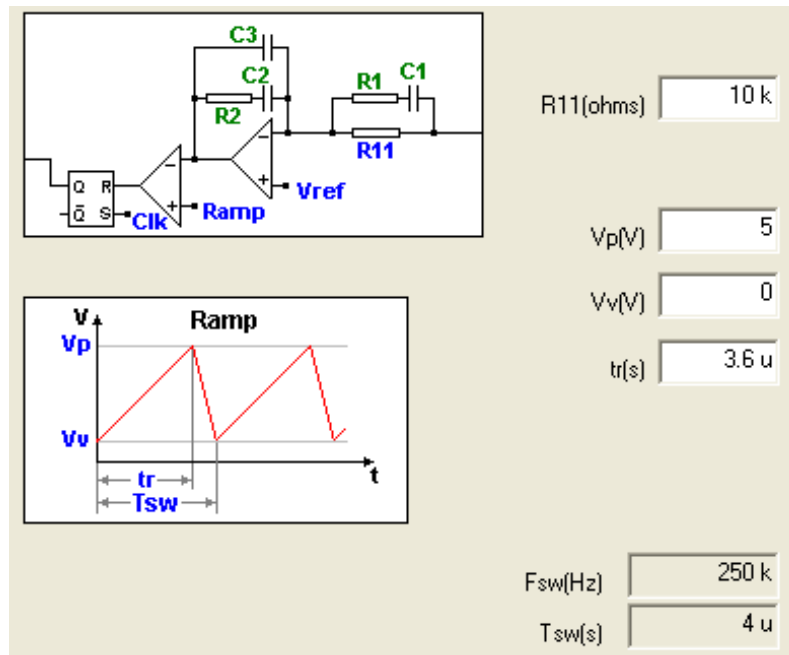 C3
C2
R2
R1 C1
R11
Vref
Q R
Q̅ S
Clk
Ramp
R11(ohms) 10 k
Vp(V) 5
Vv(V) 0
tr(s) 3.6 u
V
Ramp
Vp
Vv
t
tr
Tsw
Fsw(Hz) 250 k
Tsw(s) 4 u